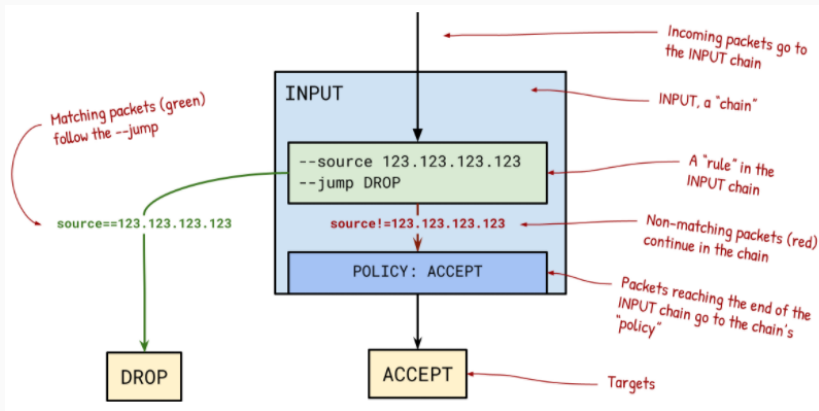 Incoming packets go to
the INPUT chain
INPUT
INPUT, a "chain"
Matching packets (green)
follow the --jump
--source 123.123.123.123
--jump DROP
A "rule" in the
INPUT chain
source==123.123.123.123
source!=123.123.123.123
Non-matching packets (red)
continue in the chain
POLICY: ACCEPT
Packets reaching the end of the
INPUT chain go to the chain's
"policy"
DROP
ACCEPT
Targets